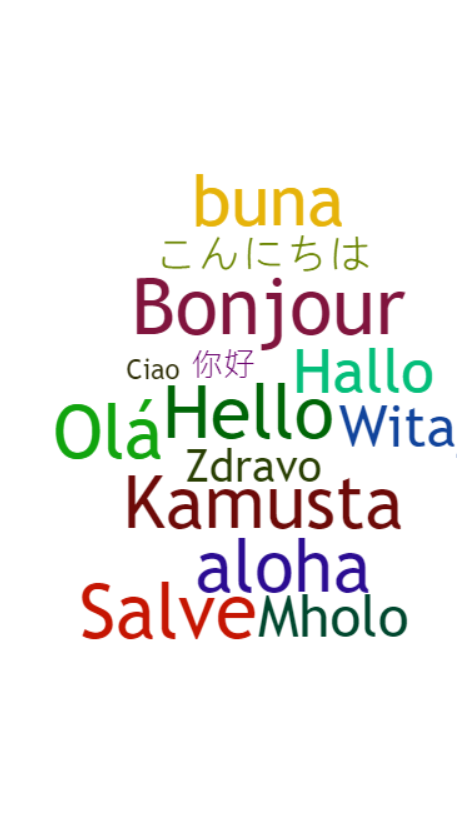 buna
こんにちは
Bonjour
Ciao 你好 Hallo
Olá Hello Wita
Zdravo
Kamusta
aloha
Salve Mholo